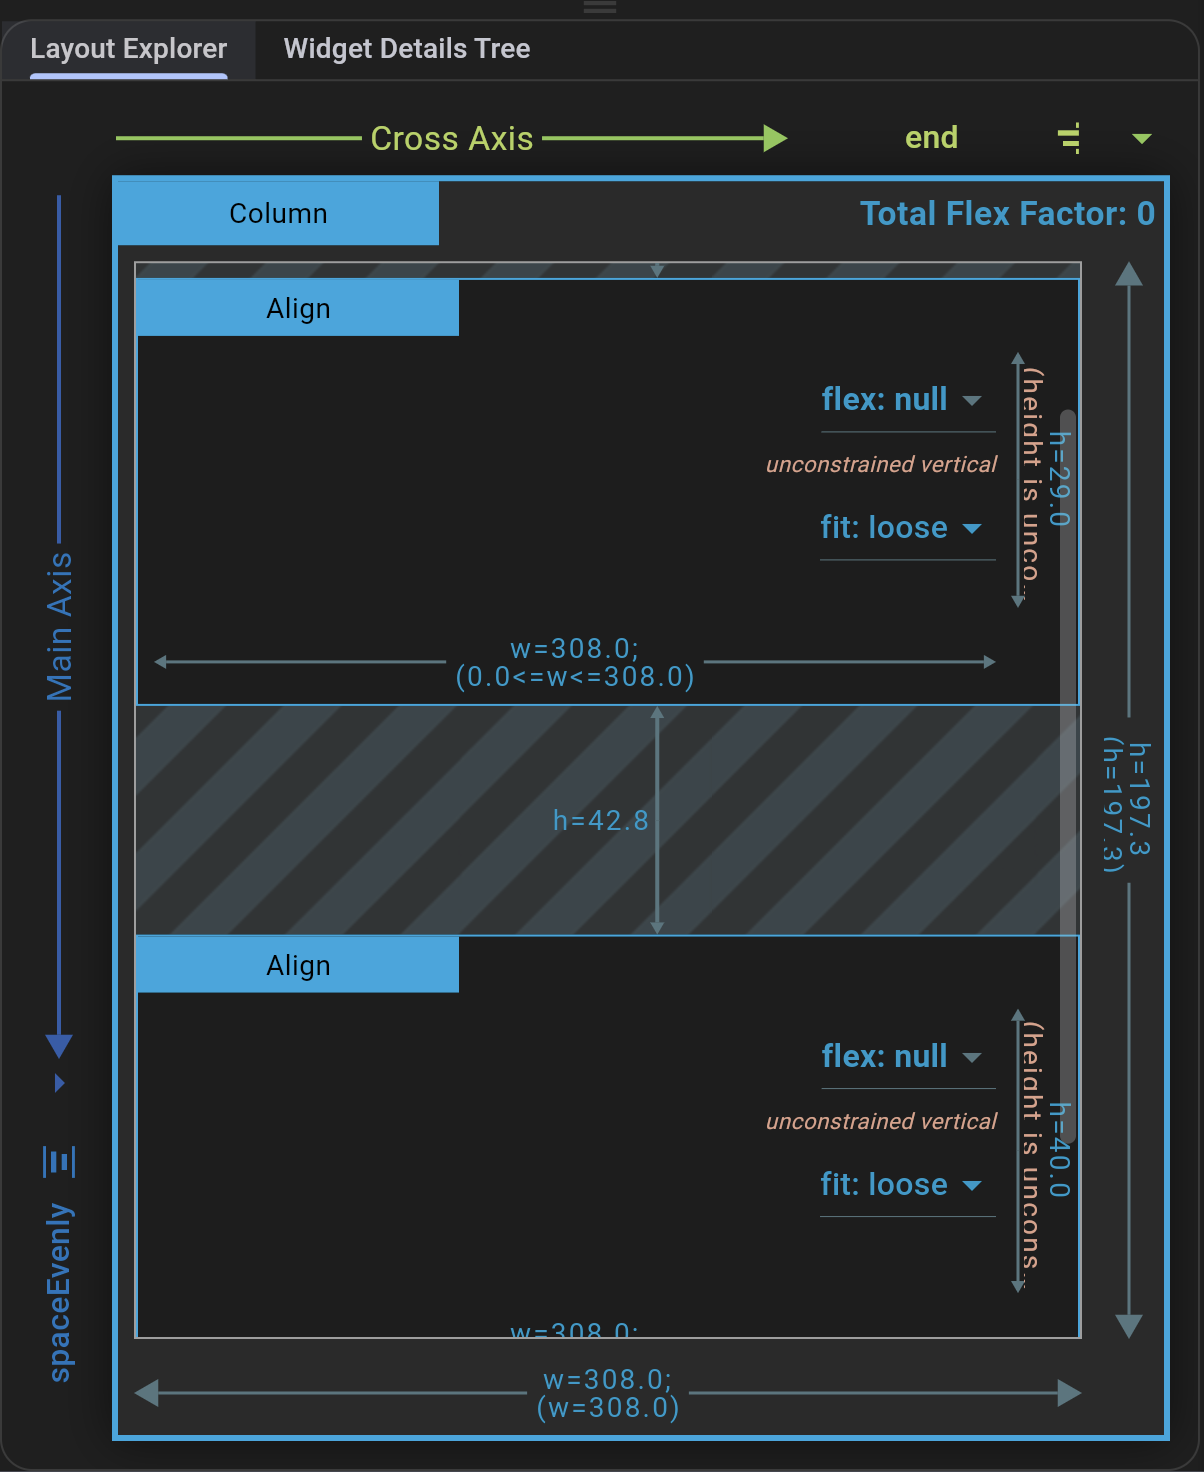 Layout Explorer
Widget Details Tree
Cross Axis
end
Column
Total Flex Factor: 0
Align
flex: null
unconstrained vertical
fit: loose
(height is unco…
h=29.0
w=308.0;
(0.0<=w<=308.0)
Main Axis
h=42.8
h=197.3
(h=197.3)
Align
flex: null
unconstrained vertical
fit: loose
(height is uncons…
h=40.0
w=308.0;
spaceEvenly
w=308.0;
(w=308.0)